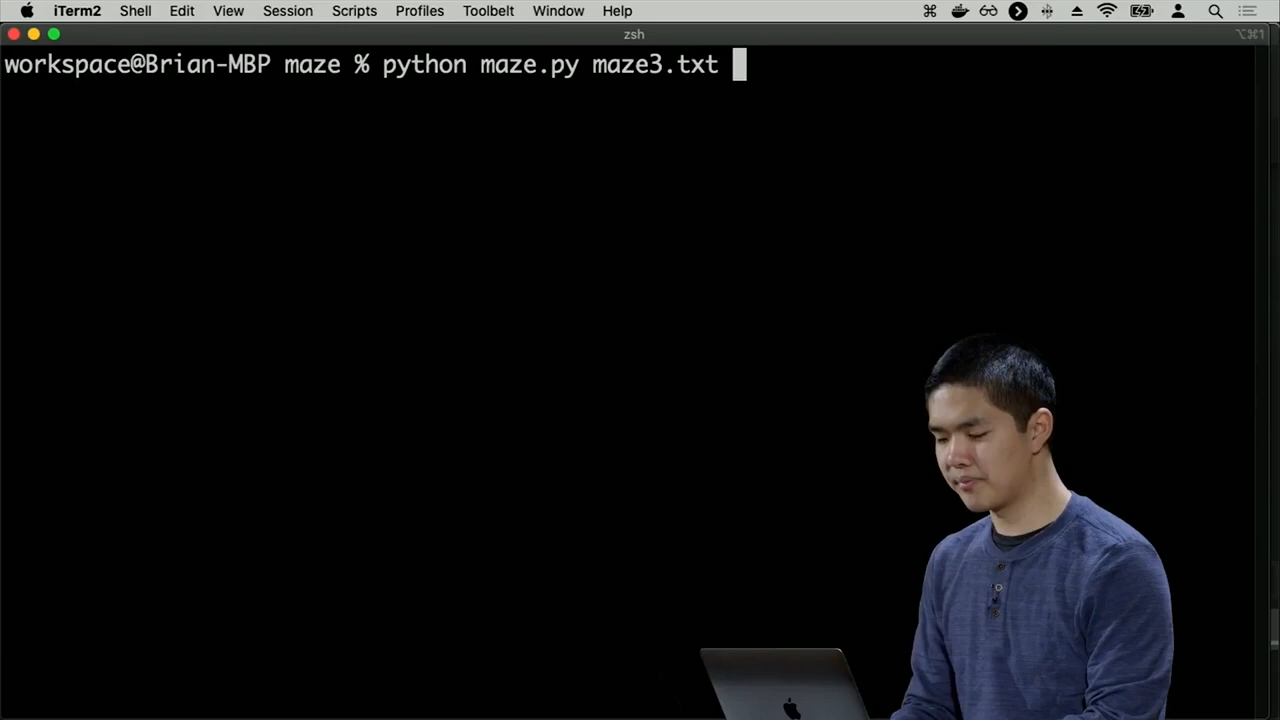 iTerm2 Shell Edit View Session Scripts Profiles Toolbelt Window Help
zsh
⌥⌘1
workspace@Brian-MBP maze % python maze.py maze3.txt